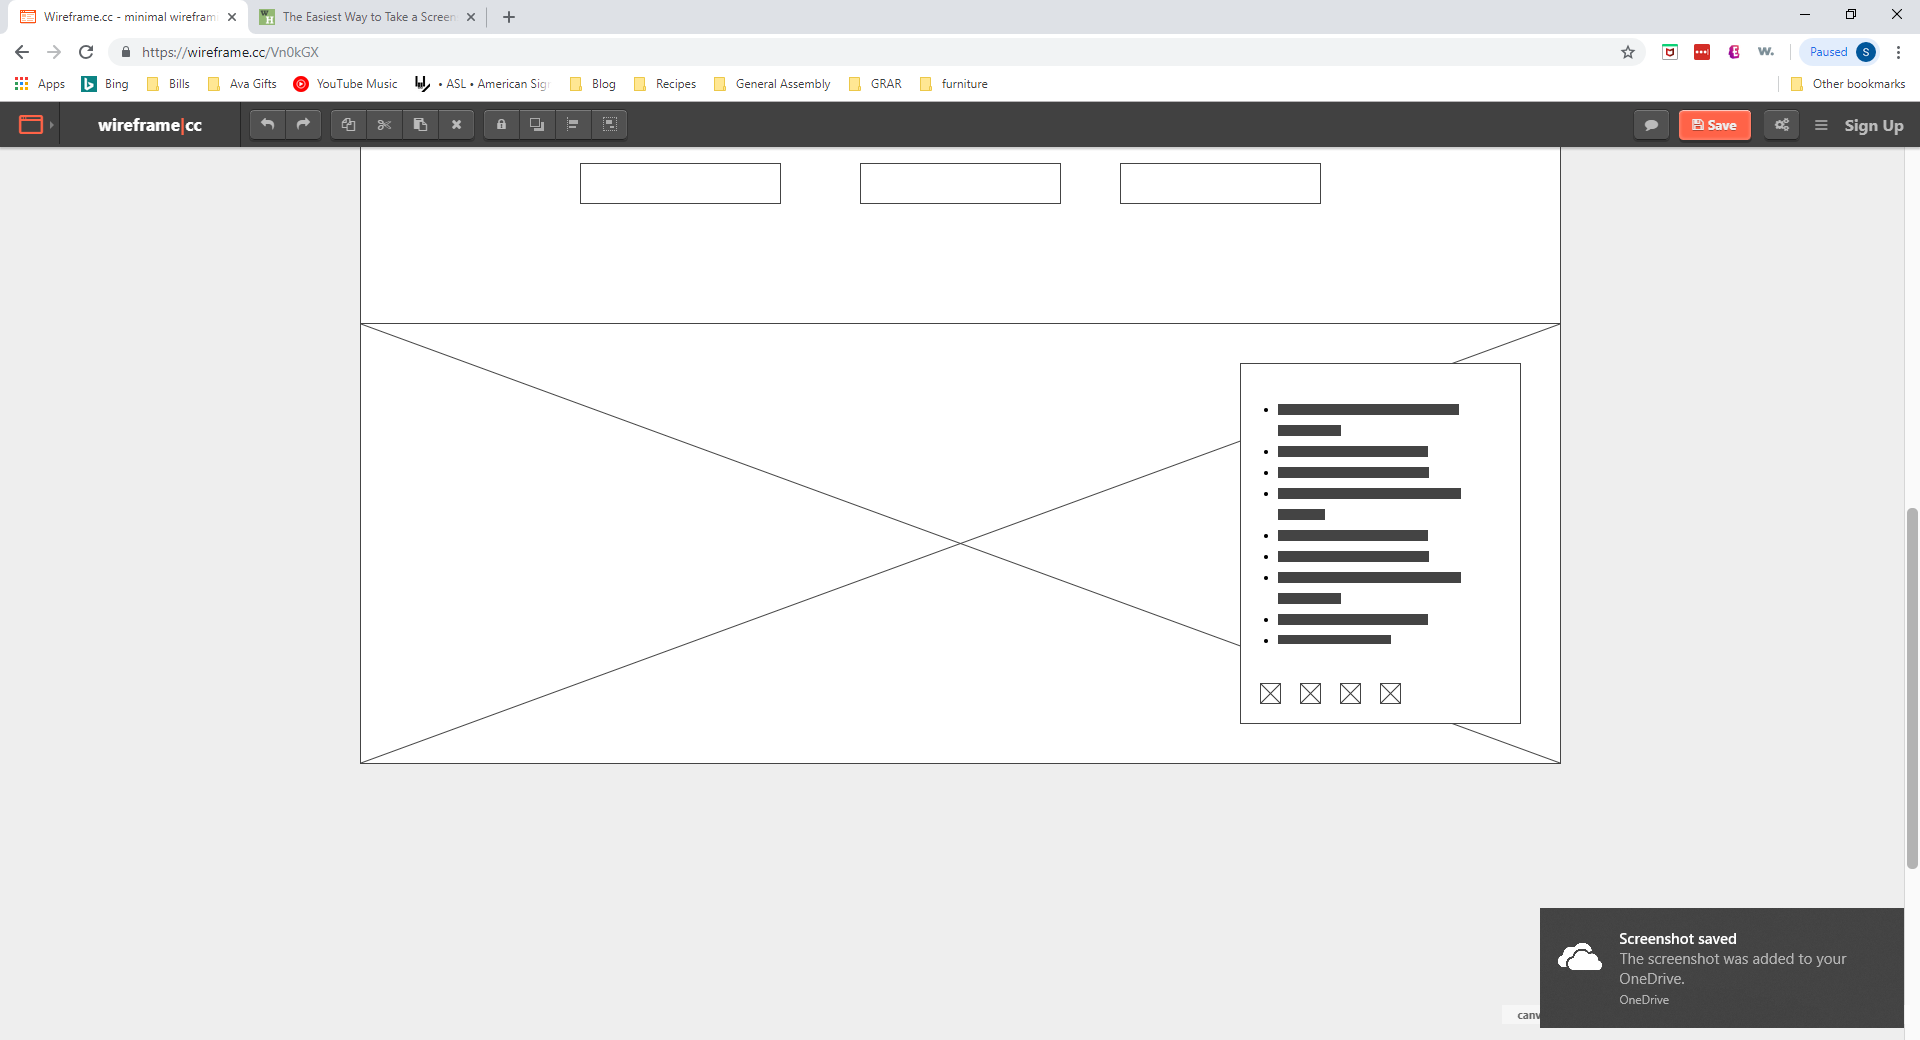 Wireframe.cc - minimal wirefram
The Easiest Way to Take a Screen
https://wireframe.cc/Vn0kGX
Paused
S
Apps
Bing
Bills
Ava Gifts
YouTube Music
• ASL • American Sig
Blog
Recipes
General Assembly
GRAR
furniture
Other bookmarks
wireframe|cc
Save
Sign Up
Screenshot saved
The screenshot was added to your
OneDrive.
OneDrive
canv